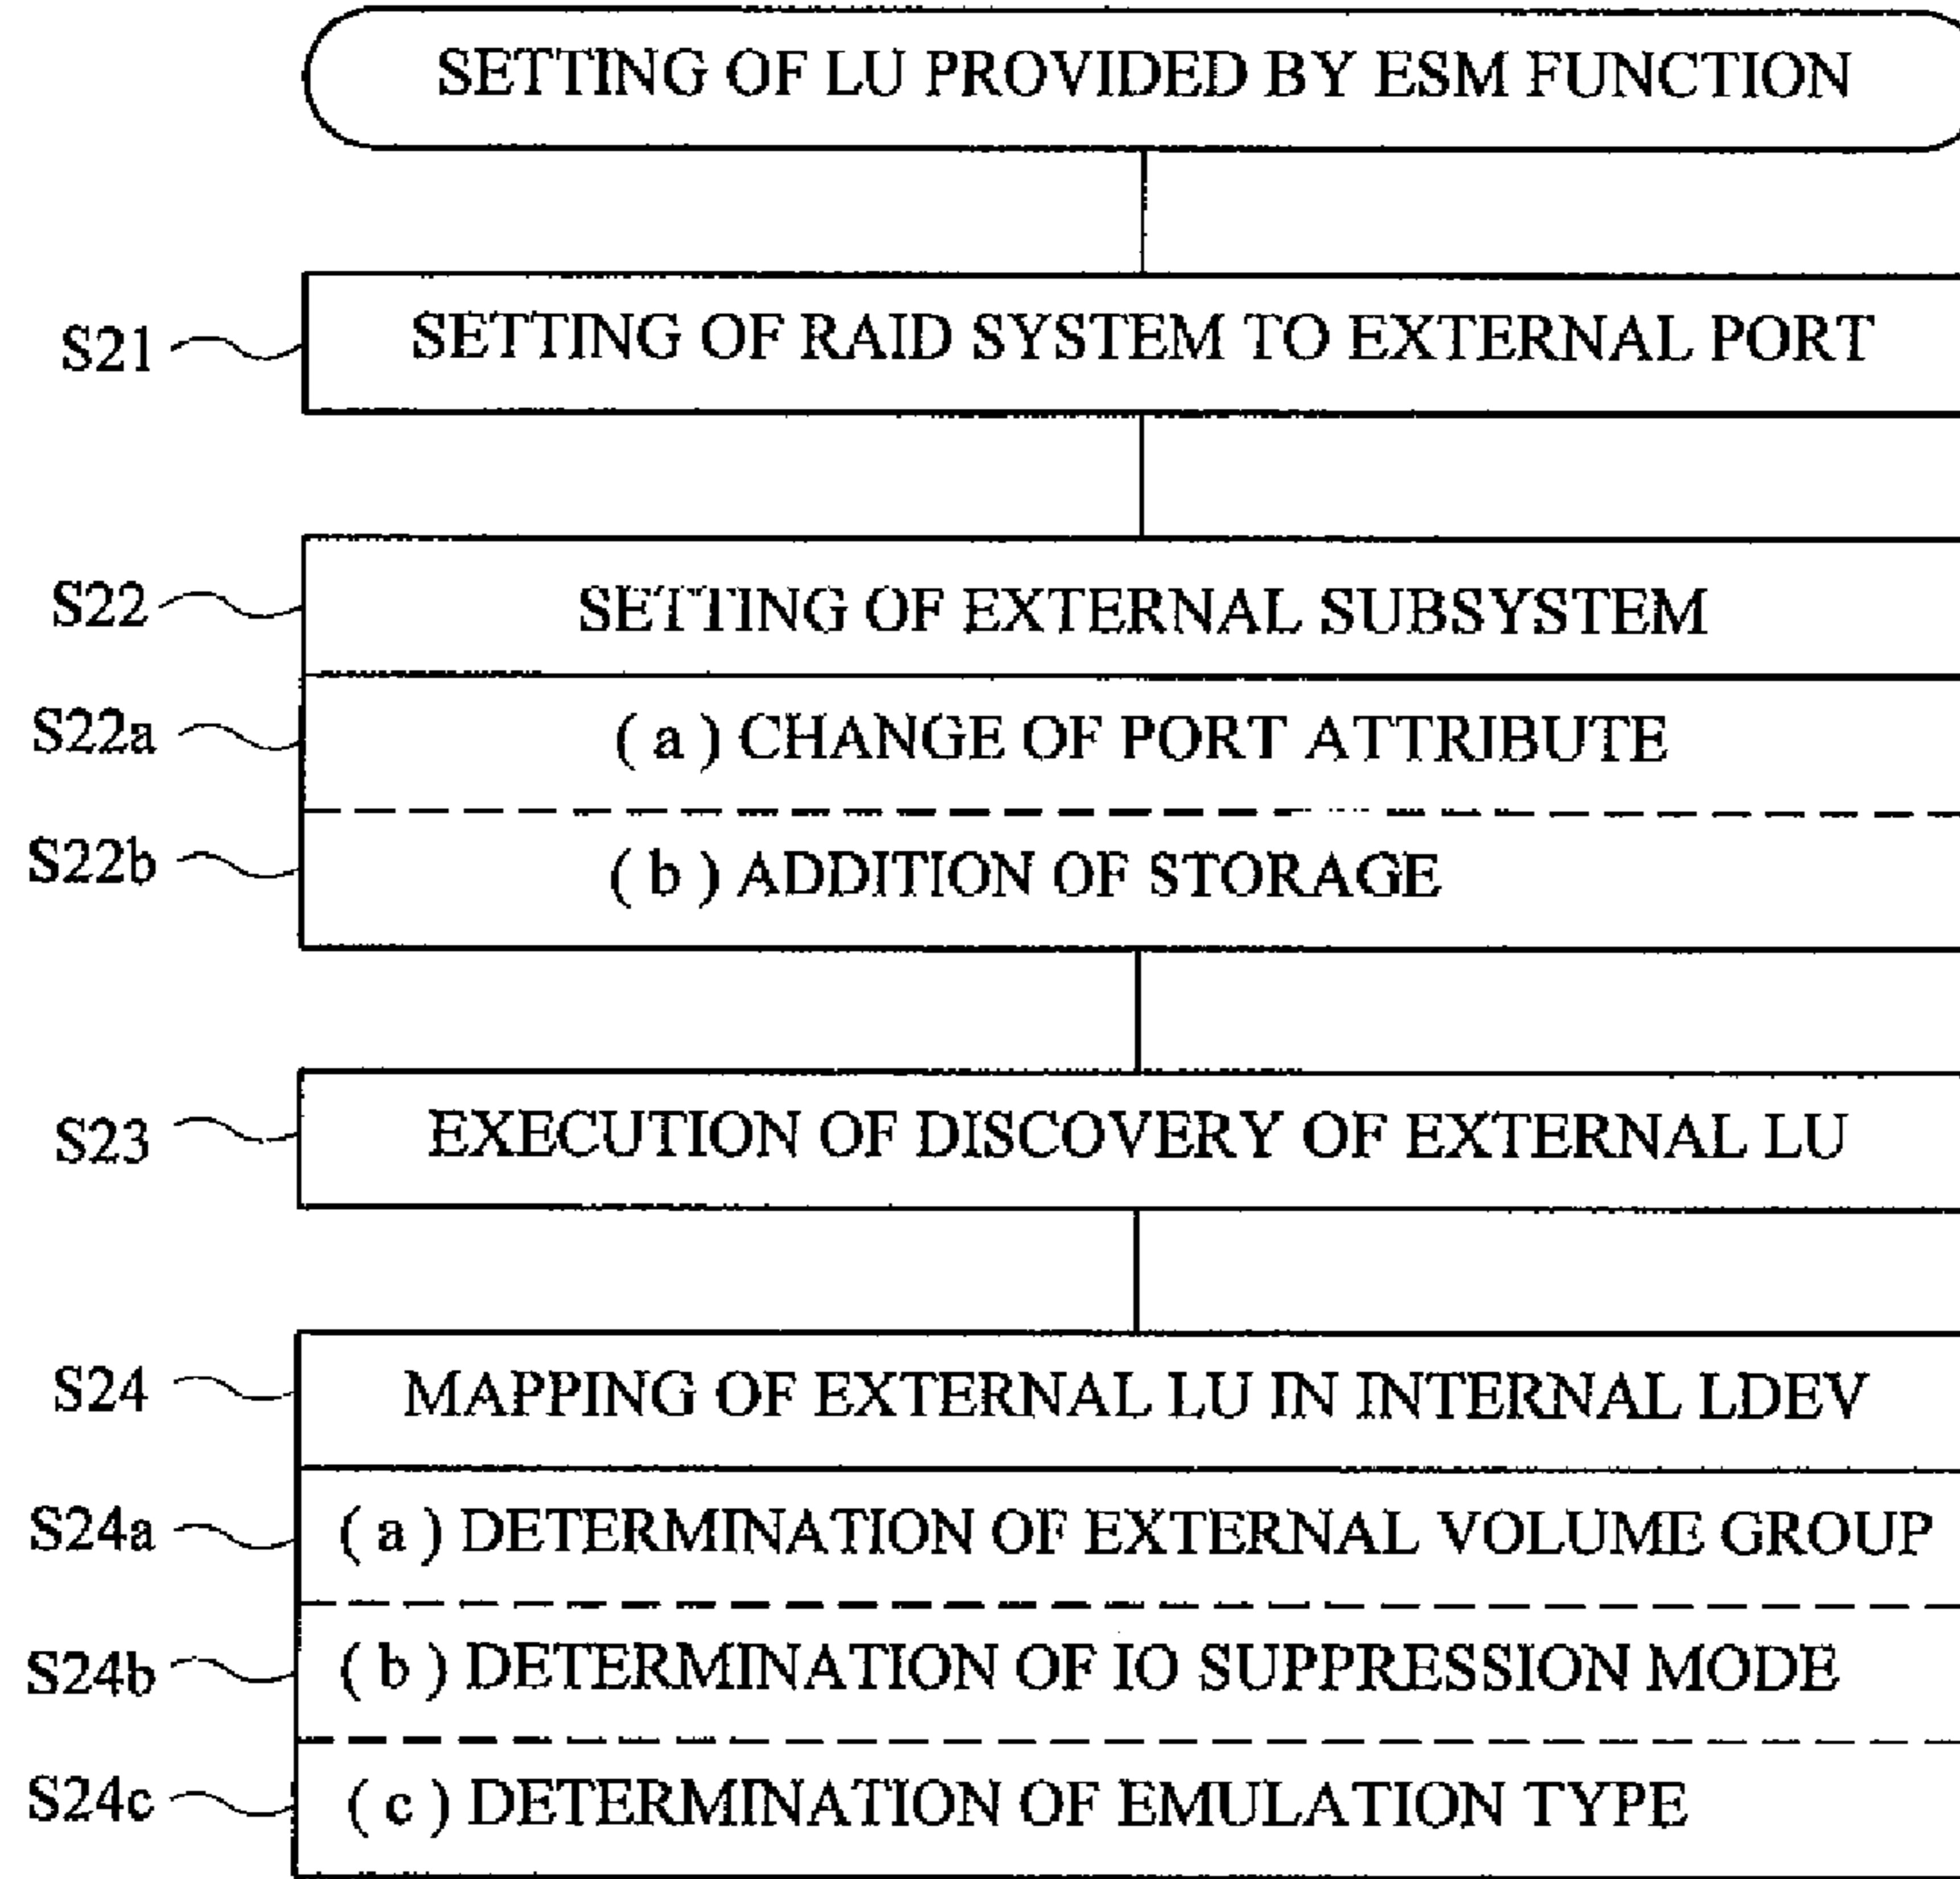 SETTING OF LU PROVIDED BY ESM FUNCTION
S21 SETTING OF RAID SYSTEM TO EXTERNAL PORT
S22 SETTING OF EXTERNAL SUBSYSTEM
S22a ( a ) CHANGE OF PORT ATTRIBUTE
S22b ( b ) ADDITION OF STORAGE
S23 EXECUTION OF DISCOVERY OF EXTERNAL LU
S24 MAPPING OF EXTERNAL LU IN INTERNAL LDEV
S24a ( a ) DETERMINATION OF EXTERNAL VOLUME GROUP
S24b ( b ) DETERMINATION OF IO SUPPRESSION MODE
S24c ( c ) DETERMINATION OF EMULATION TYPE